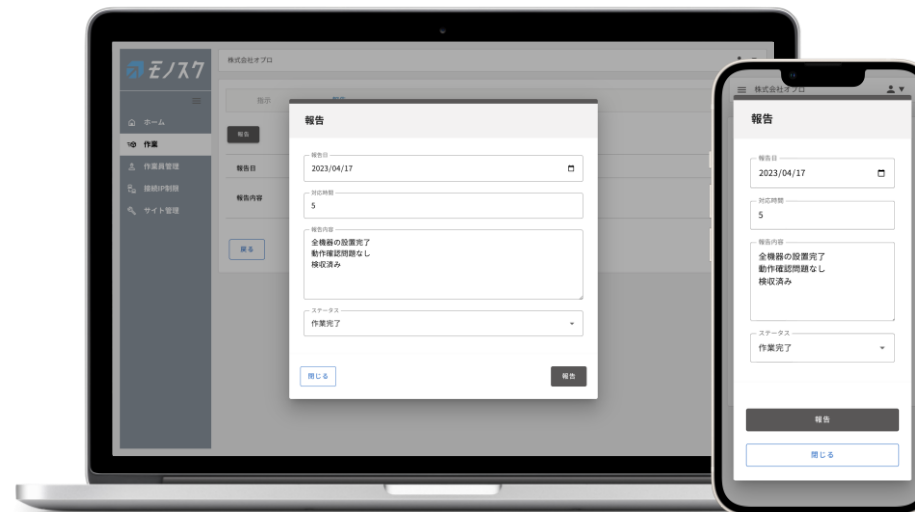 モノスク
株式会社オプロ
ホーム
作業
作業員管理
接続IP制限
サイト管理
指示
報告
報告
報告日
報告内容
戻る
報告
報告日
2023/04/17
対応時間
5
報告内容
全機器の設置完了
動作確認問題なし
検収済み
ステータス
作業完了
閉じる
報告
株式会社オプロ
報告
報告日
2023/04/17
対応時間
5
報告内容
全機器の設置完了
動作確認問題なし
検収済み
ステータス
作業完了
報告
閉じる